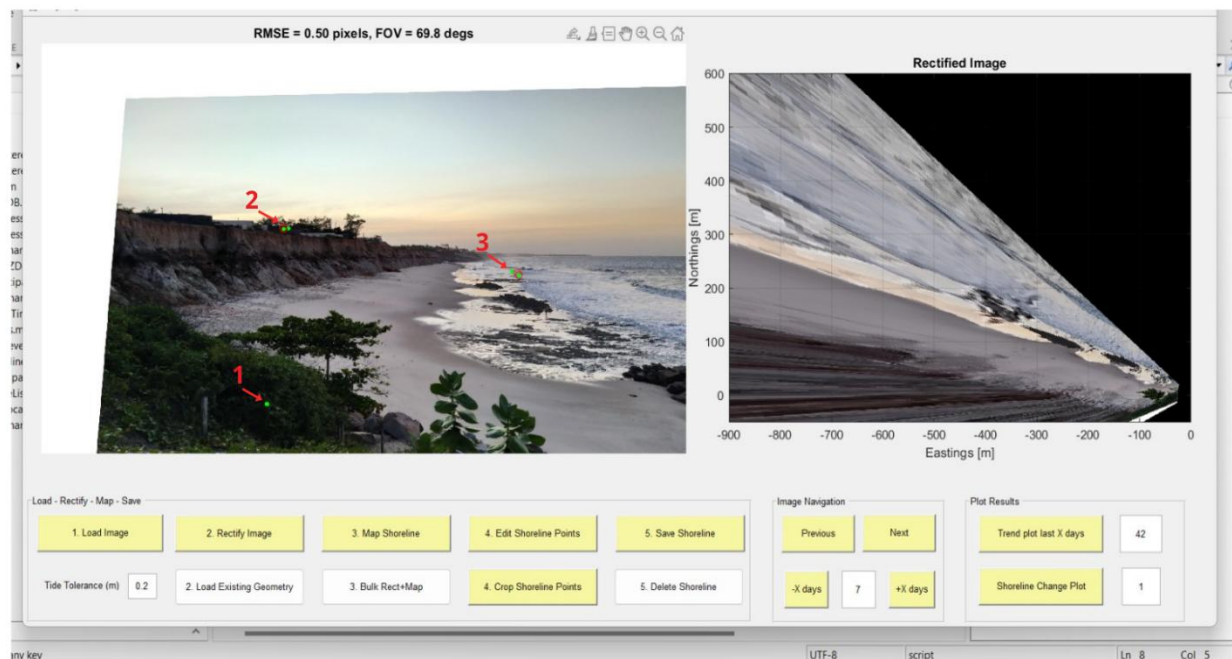 RMSE = 0.50 pixels, FOV = 69.8 degs
2
3
1
Rectified Image
600
500
400
300
200
100
0
Northings [m]
-900 -800 -700 -600 -500 -400 -300 -200 -100 0
Eastings [m]
Load - Rectify - Map - Save
1. Load Image 2. Rectify Image 3. Map Shoreline 4. Edit Shoreline Points 5. Save Shoreline
Tide Tolerance (m) 0.2 2. Load Existing Geometry 3. Bulk Rect+Map 4. Crop Shoreline Points 5. Delete Shoreline
Image Navigation
Previous Next
-X days 7 +X days
Plot Results
Trend plot last X days 42
Shoreline Change Plot 1
any key UTF-8 script Ln 8 Col 5